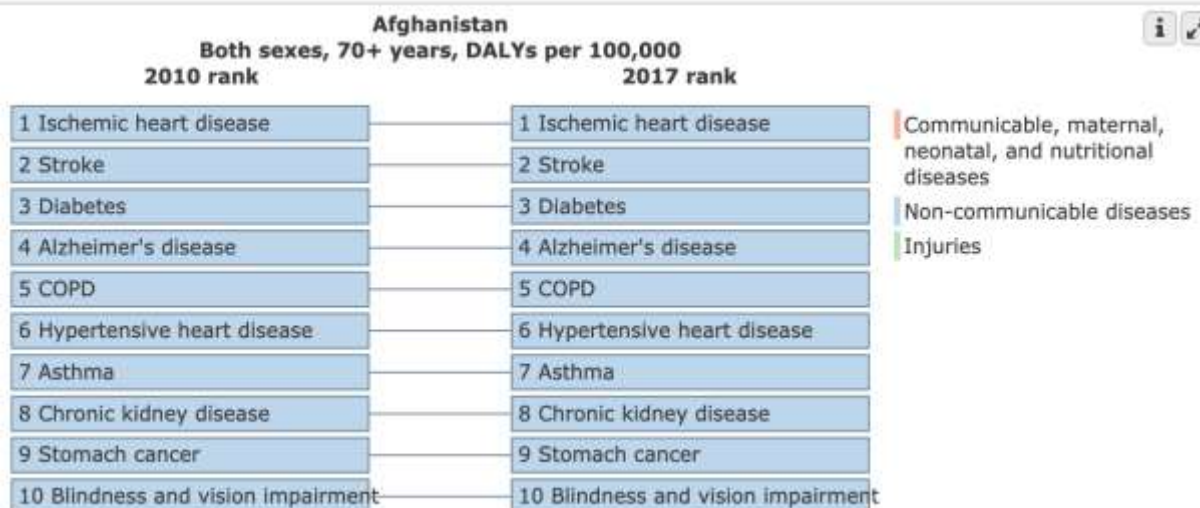 Afghanistan
Both sexes, 70+ years, DALYs per 100,000
2010 rank
2017 rank
1 Ischemic heart disease
1 Ischemic heart disease
2 Stroke
2 Stroke
3 Diabetes
3 Diabetes
4 Alzheimer's disease
4 Alzheimer's disease
5 COPD
5 COPD
6 Hypertensive heart disease
6 Hypertensive heart disease
7 Asthma
7 Asthma
8 Chronic kidney disease
8 Chronic kidney disease
9 Stomach cancer
9 Stomach cancer
10 Blindness and vision impairment
10 Blindness and vision impairment
Communicable, maternal,
neonatal, and nutritional
diseases
Non-communicable diseases
Injuries
i